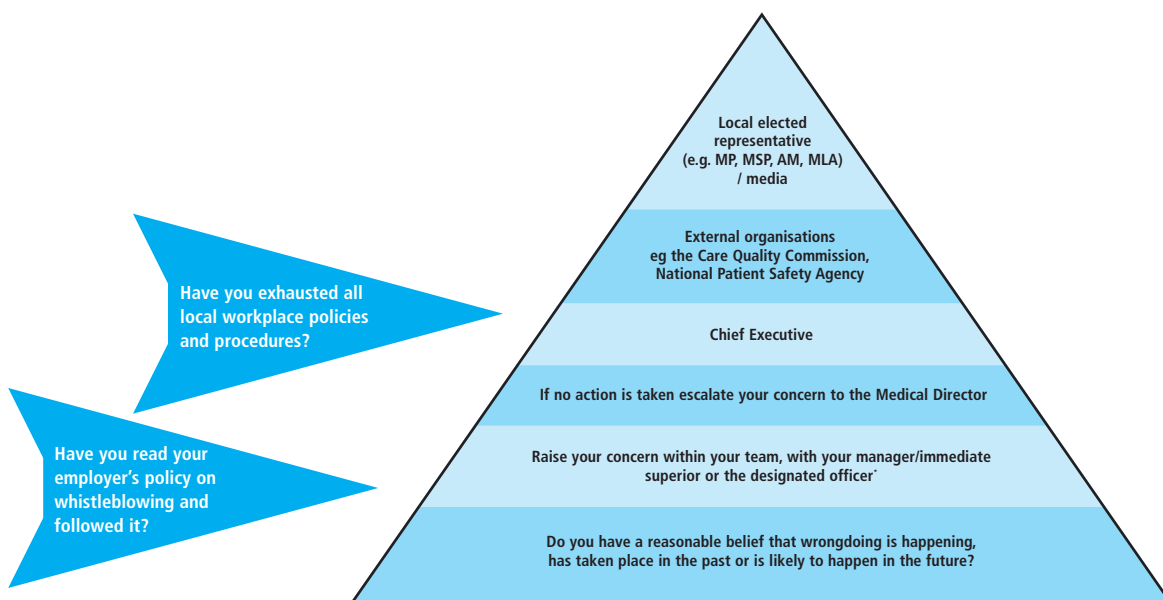 Local elected
representative
(e.g. MP, MSP, AM, MLA)
/ media
External organisations
eg the Care Quality Commission,
National Patient Safety Agency
Have you exhausted all
local workplace policies
and procedures?
Chief Executive
If no action is taken escalate your concern to the Medical Director
Have you read your
employer's policy on
whistleblowing and
followed it?
Raise your concern within your team, with your manager/immediate
superior or the designated officer*
Do you have a reasonable belief that wrongdoing is happening,
has taken place in the past or is likely to happen in the future?